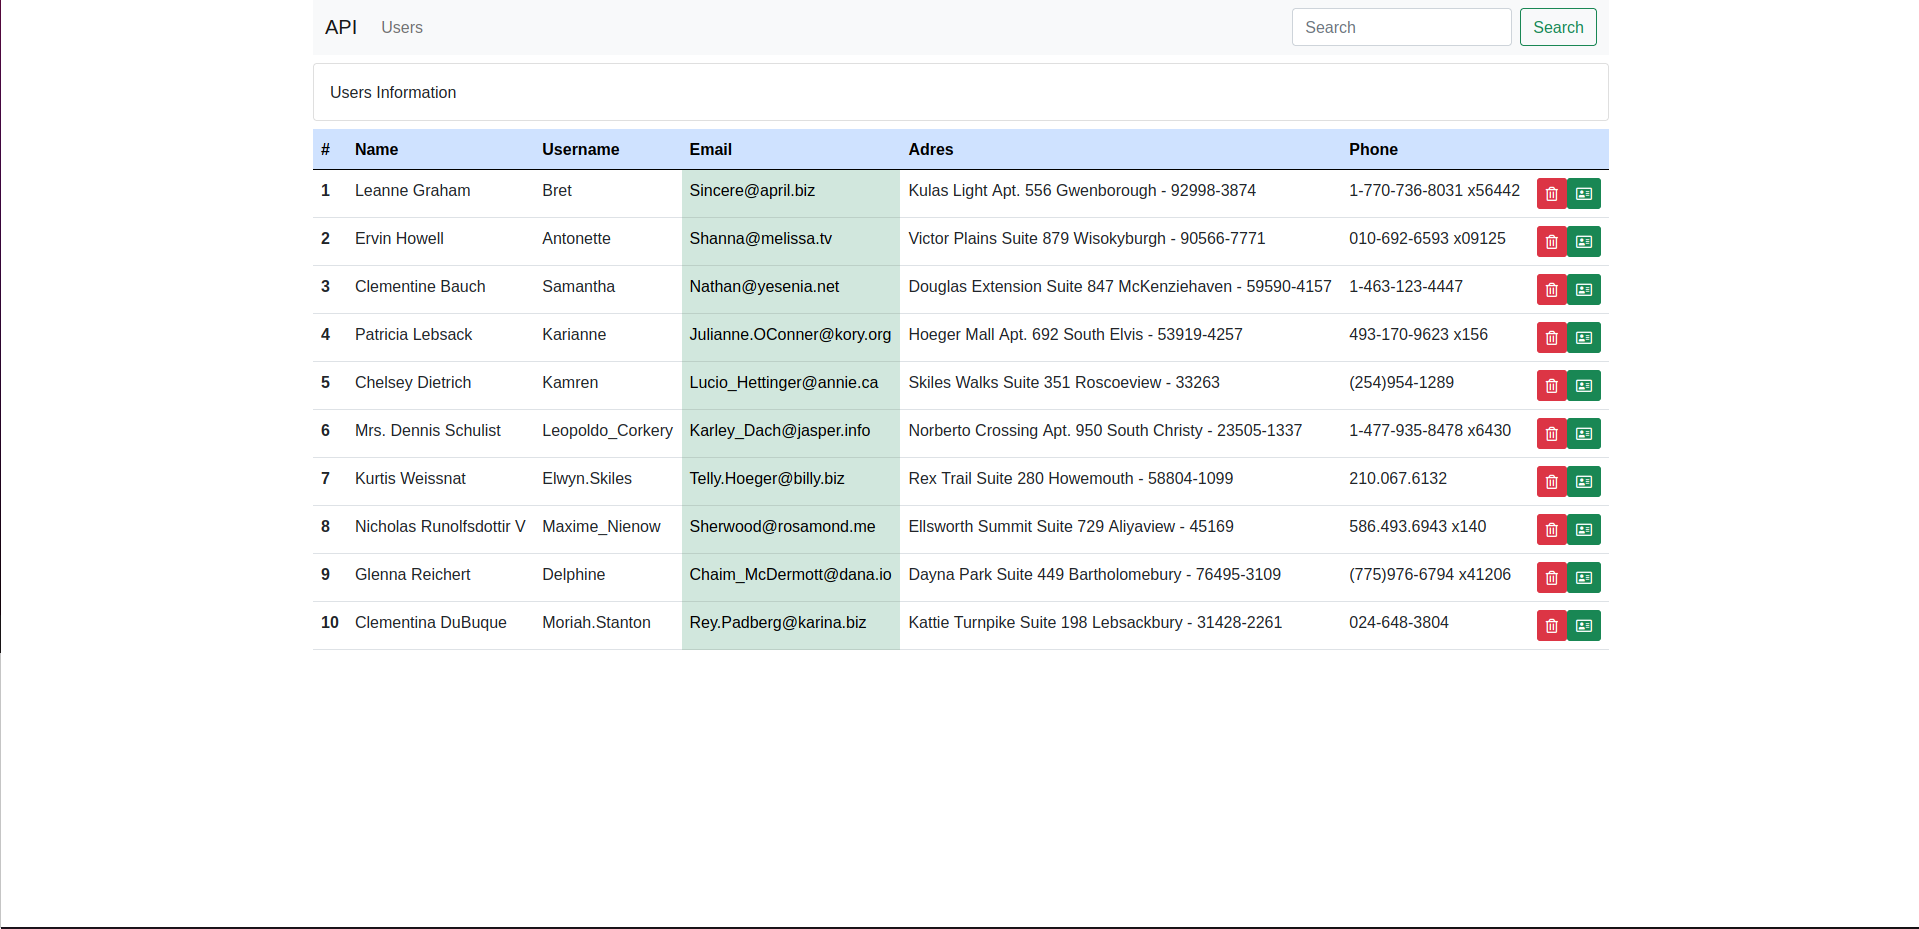 API Users Search Search
Users Information
# Name Username Email Adres Phone
1 Leanne Graham Bret Sincere@april.biz Kulas Light Apt. 556 Gwenborough - 92998-3874 1-770-736-8031 x56442
2 Ervin Howell Antonette Shanna@melissa.tv Victor Plains Suite 879 Wisokyburgh - 90566-7771 010-692-6593 x09125
3 Clementine Bauch Samantha Nathan@yesenia.net Douglas Extension Suite 847 McKenziehaven - 59590-4157 1-463-123-4447
4 Patricia Lebsack Karianne Julianne.OConner@kory.org Hoeger Mall Apt. 692 South Elvis - 53919-4257 493-170-9623 x156
5 Chelsey Dietrich Kamren Lucio_Hettinger@annie.ca Skiles Walks Suite 351 Roscoeview - 33263 (254)954-1289
6 Mrs. Dennis Schulist Leopoldo_Corkery Karley_Dach@jasper.info Norberto Crossing Apt. 950 South Christy - 23505-1337 1-477-935-8478 x6430
7 Kurtis Weissnat Elwyn.Skiles Telly.Hoeger@billy.biz Rex Trail Suite 280 Howemouth - 58804-1099 210.067.6132
8 Nicholas Runolfsdottir V Maxime_Nienow Sherwood@rosamond.me Ellsworth Summit Suite 729 Aliyaview - 45169 586.493.6943 x140
9 Glenna Reichert Delphine Chaim_McDermott@dana.io Dayna Park Suite 449 Bartholomebury - 76495-3109 (775)976-6794 x41206
10 Clementina DuBuque Moriah.Stanton Rey.Padberg@karina.biz Kattie Turnpike Suite 198 Lebsackbury - 31428-2261 024-648-3804